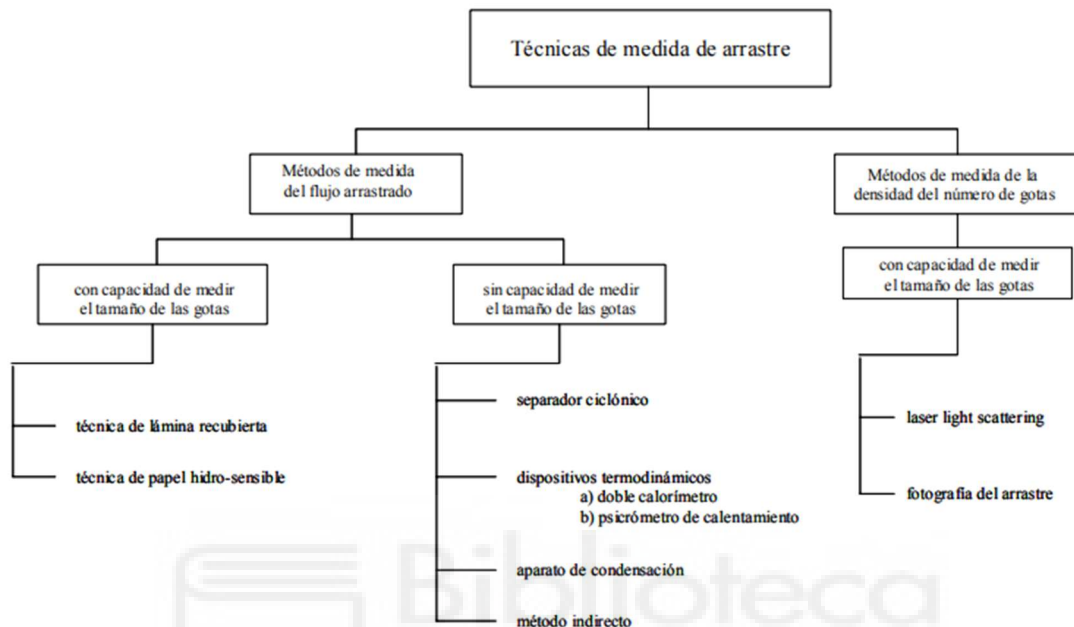 Técnicas de medida de arrastre
Métodos de medida
del flujo arrastrado
Métodos de medida de la
densidad del número de gotas
con capacidad de medir
el tamaño de las gotas
sin capacidad de medir
el tamaño de las gotas
con capacidad de medir
el tamaño de las gotas
técnica de lámina recubierta
técnica de papel hidro-sensible
separador ciclónico
dispositivos termodinámicos
a) doble calorímetro
b) psicrómetro de calentamiento
aparato de condensación
método indirecto
laser light scattering
fotografía del arrastre
Biblioteca